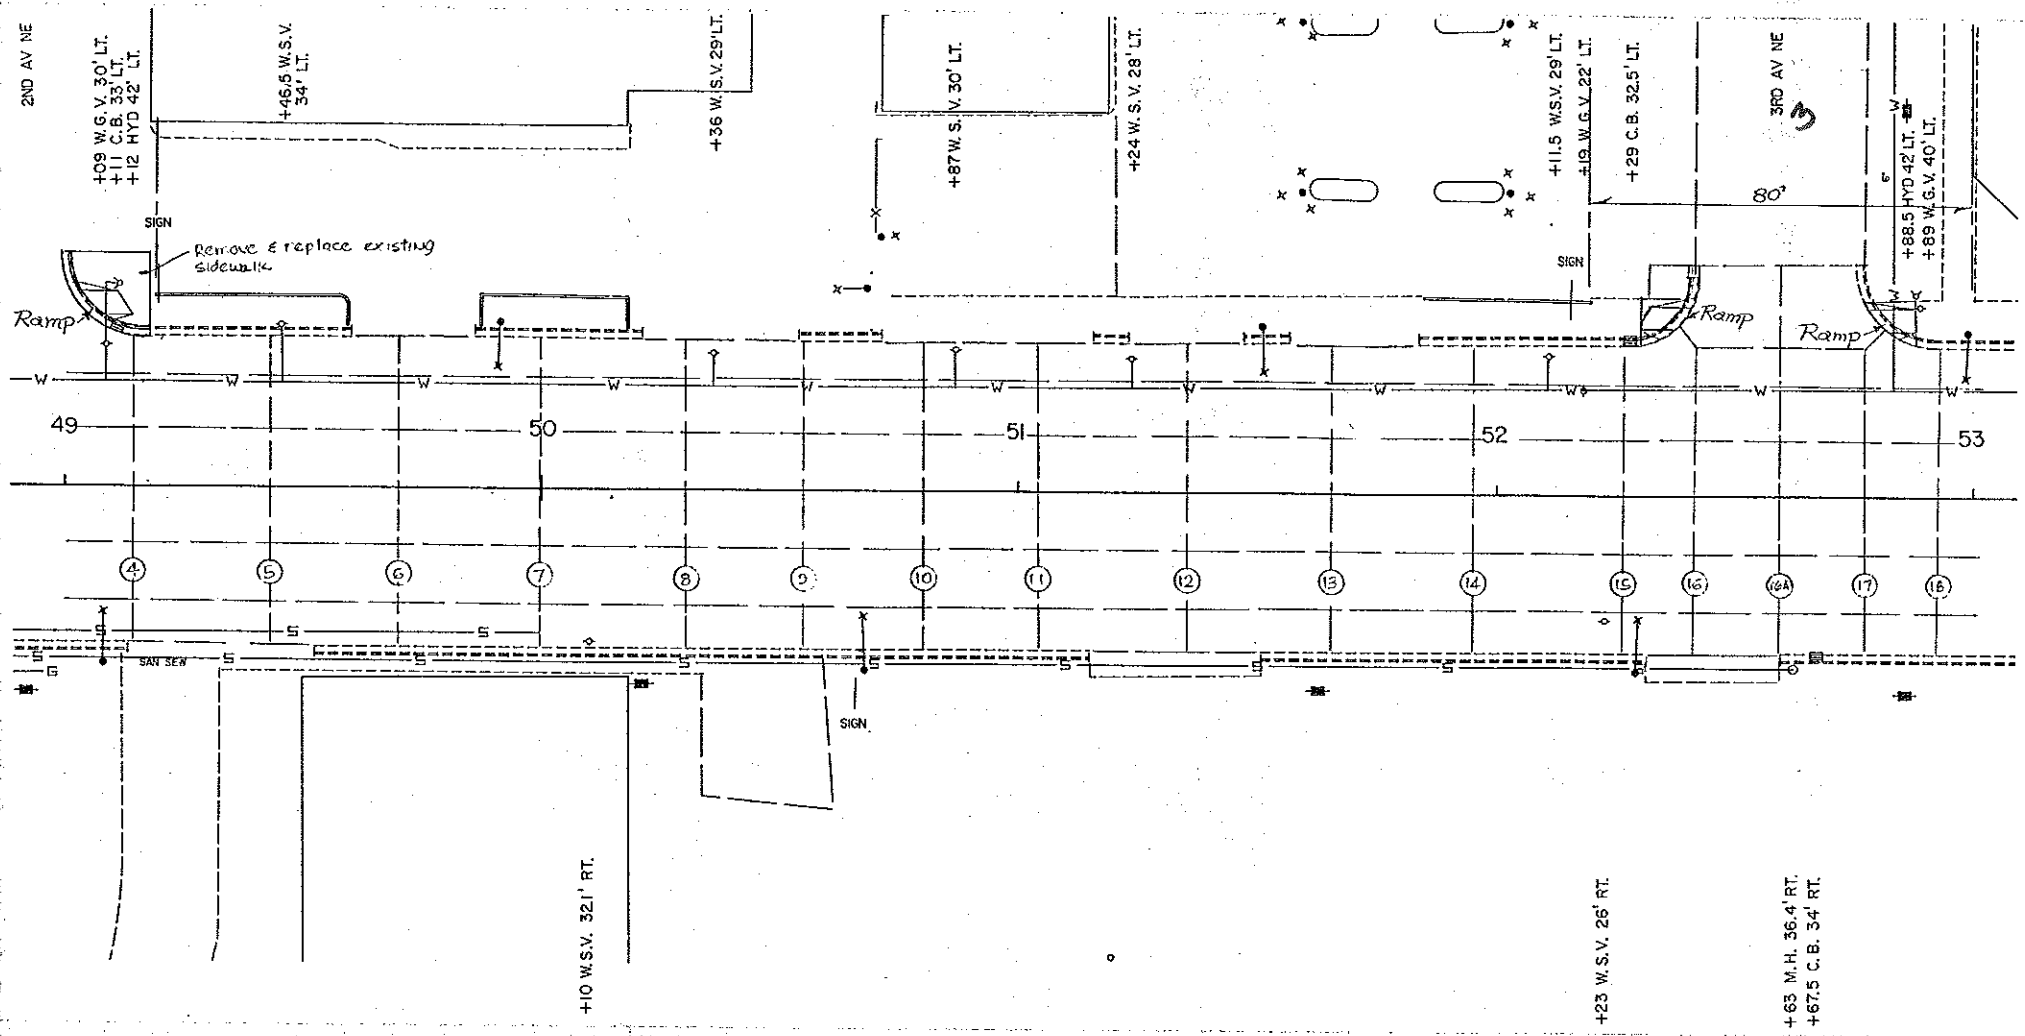 2ND AV NE
+09 W.G.V. 30' LT.
+11 C.B. 33' LT.
+12 HYD 42' LT.
+46.5 W.S.V.
34' LT.
+36 W.S.V. 29' LT.
+87 W.S.V. 30' LT.
+24 W.S.V. 28' LT.
+11.5 W.S.V. 29' LT.
+19 W.G.V. 22' LT.
+29 C.B. 32.5' LT.
3RD AV NE
3
+88.5 HYD 42' LT.
+89 W.G.V. 40' LT.
6"
80'
SIGN
Remove & replace existing
sidewalk
SIGN
Ramp
Ramp
Ramp
W W W W W W W W W W W
W
W
49 50 51 52 53
4 5 6 7 8 9 10 11 12 13 14 15 16 16A 17 18
S S S
S SAN SEW S S S S S S S
G
SIGN
+10 W.S.V. 32.1' RT.
+23 W.S.V. 26' RT.
+63 M.H. 36.4' RT.
+67.5 C.B. 34' RT.